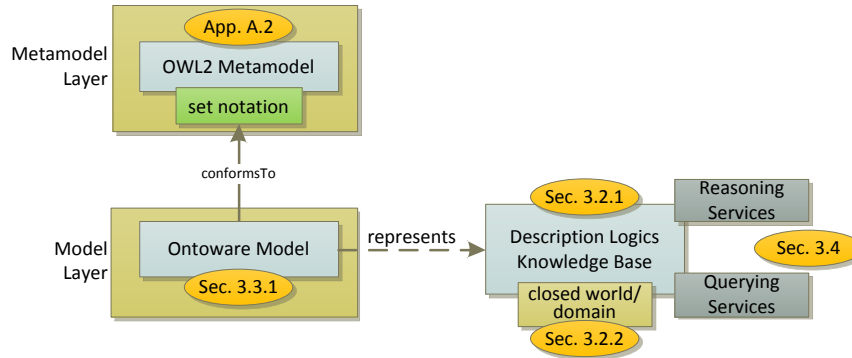 App. A.2
Metamodel
Layer
OWL2 Metamodel
set notation
conformsTo
Model
Layer
Ontoware Model
Sec. 3.3.1
represents
Sec. 3.2.1
Description Logics
Knowledge Base
closed world/
domain
Sec. 3.2.2
Reasoning
Services
Sec. 3.4
Querying
Services